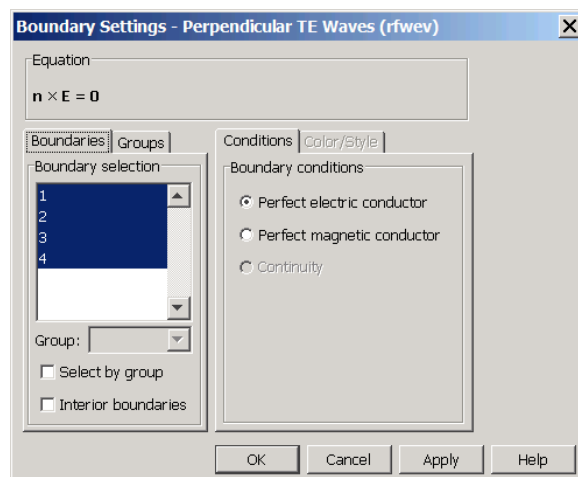 Boundary Settings - Perpendicular TE Waves (rfwev)
Equation
n × E = 0
Boundaries Groups
Boundary selection
1
2
3
4
Group:
Select by group
Interior boundaries
Conditions Color/Style
Boundary conditions
Perfect electric conductor
Perfect magnetic conductor
Continuity
OK Cancel Apply Help